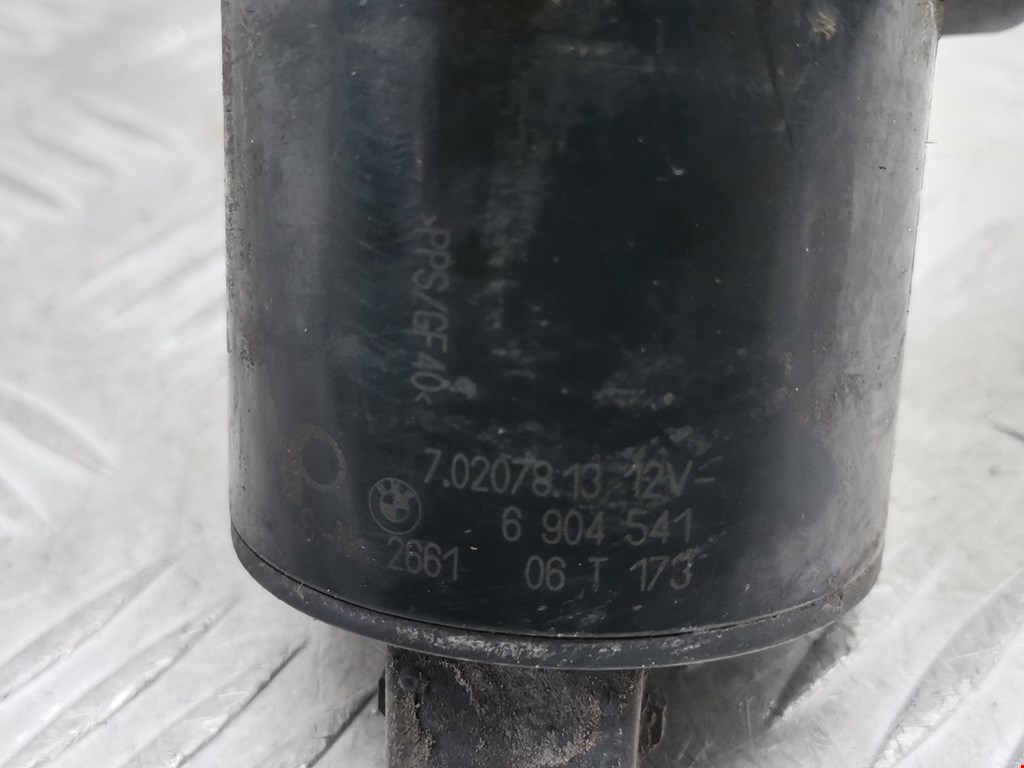 >PPS/GF40<
7.02078.13 12V-
6 904 541
2661 06 T 173